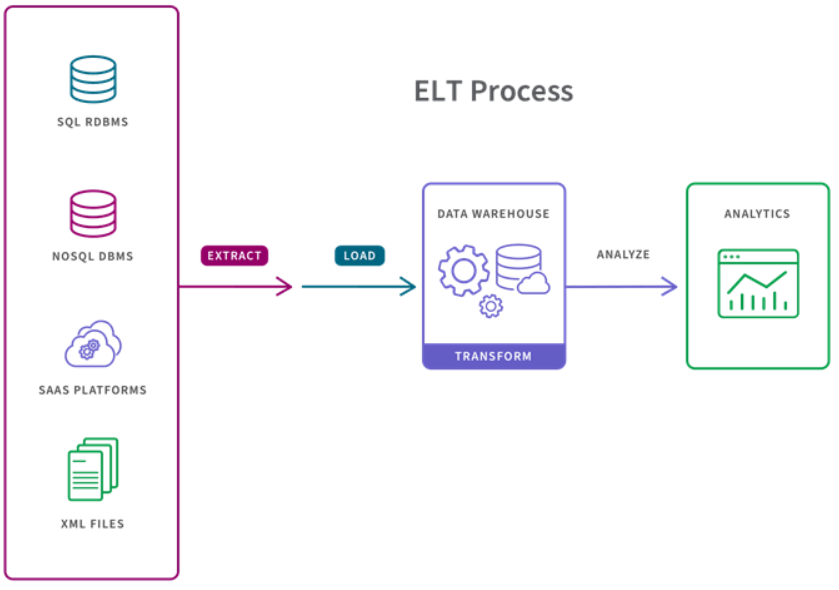 ELT Process
SQL RDBMS
NOSQL DBMS
SAAS PLATFORMS
XML FILES
EXTRACT
LOAD
DATA WAREHOUSE
TRANSFORM
ANALYZE
ANALYTICS